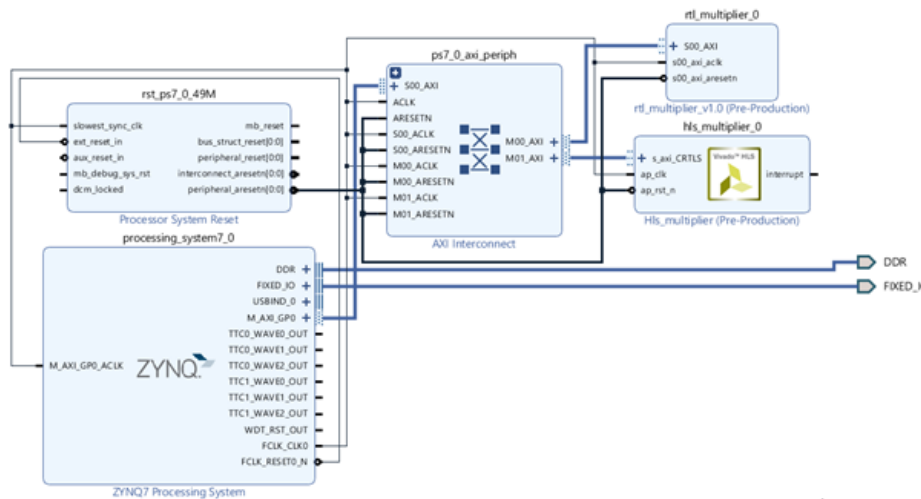 rtl_multiplier_0
S00_AXI
s00_axi_aclk
s00_axi_aresetn
rtl_multiplier_v1.0 (Pre-Production)
ps7_0_axi_periph
S00_AXI
ACLK
ARESETN
S00_ACLK
S00_ARESETN
M00_ACLK
M00_ARESETN
M01_ACLK
M01_ARESETN
M00_AXI
M01_AXI
AXI Interconnect
rst_ps7_0_49M
slowest_sync_clk
ext_reset_in
aux_reset_in
mb_debug_sys_rst
dcm_locked
mb_reset
bus_struct_reset[0:0]
peripheral_reset[0:0]
interconnect_aresetn[0:0]
peripheral_aresetn[0:0]
Processor System Reset
hls_multiplier_0
s_axi_CRTLS
ap_clk
ap_rst_n
Vivado™ HLS
interrupt
Hls_multiplier (Pre-Production)
processing_system7_0
M_AXI_GP0_ACLK
ZYNQ
DDR
FIXED_IO
USBIND_0
M_AXI_GP0
TTC0_WAVE0_OUT
TTC0_WAVE1_OUT
TTC0_WAVE2_OUT
TTC1_WAVE0_OUT
TTC1_WAVE1_OUT
TTC1_WAVE2_OUT
WDT_RST_OUT
FCLK_CLK0
FCLK_RESET0_N
ZYNQ7 Processing System
DDR